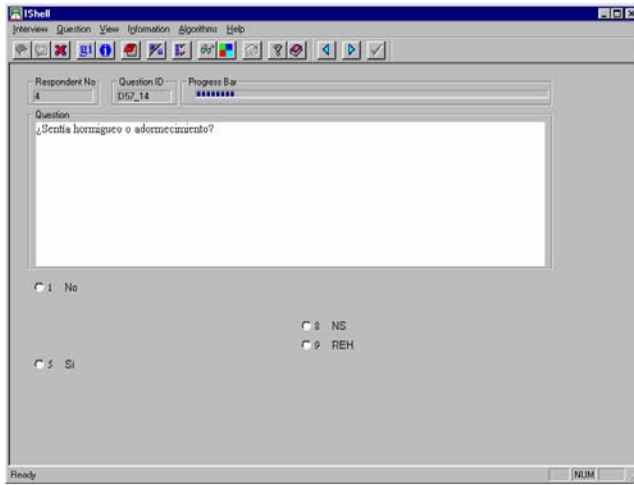 IShell
Interview Question View Information Algorithms Help
gi
Respondent No Question ID Progress Bar
4 D57_14
Question
¿Sentía hormigueo o adormecimiento?
1 No
8 NS
9 REH
5 Sí
Ready NUM